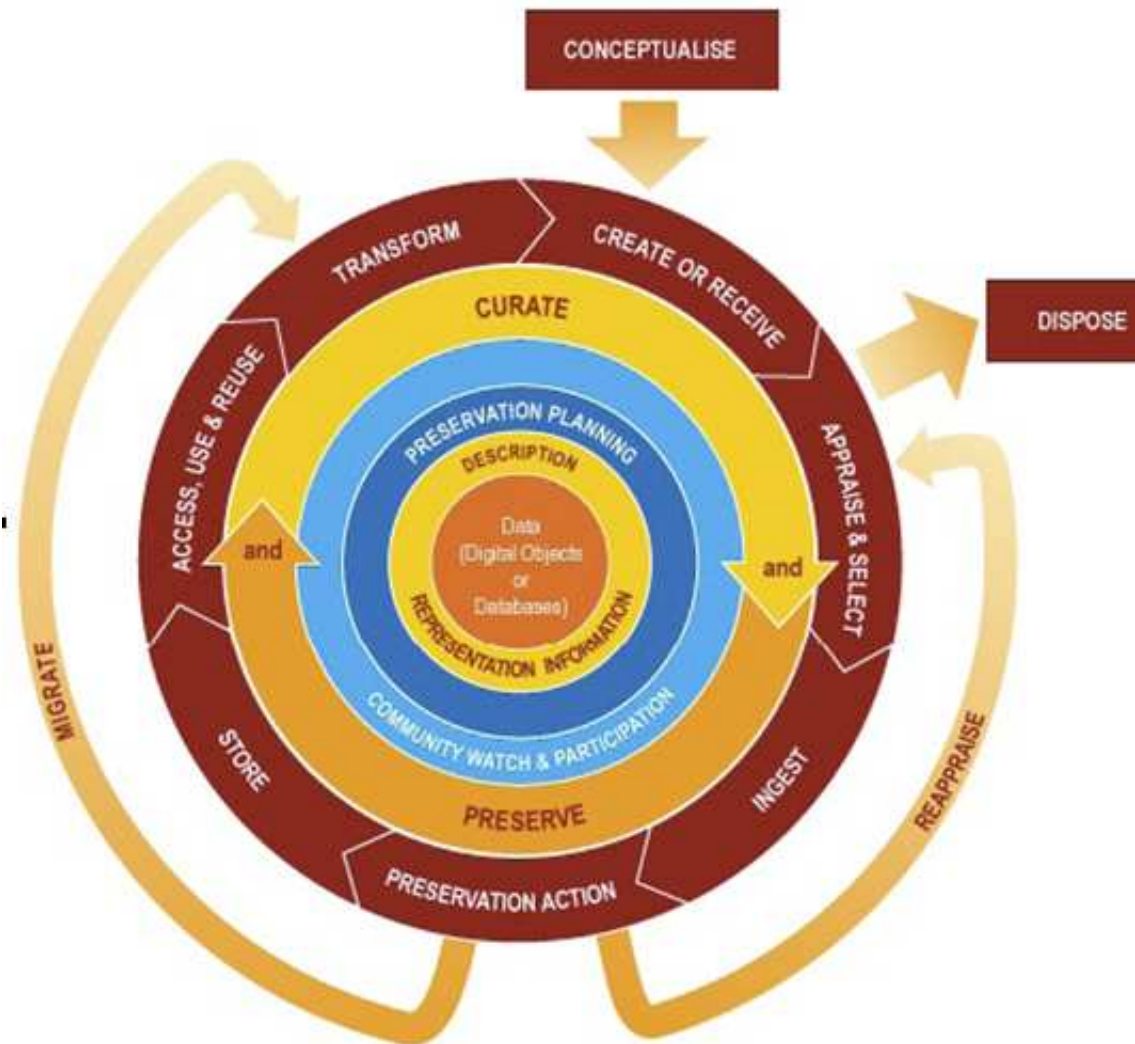 CONCEPTUALISE
TRANSFORM
CREATE OR RECEIVE
DISPOSE
CURATE
ACCESS, USE & REUSE
APPRAISE & SELECT
PRESERVATION PLANNING
DESCRIPTION
Data
(Digital Objects
or
Databases)
and
and
REPRESENTATION INFORMATION
COMMUNITY WATCH & PARTICIPATION
MIGRATE
STORE
INGEST
REAPPRAISE
PRESERVE
PRESERVATION ACTION